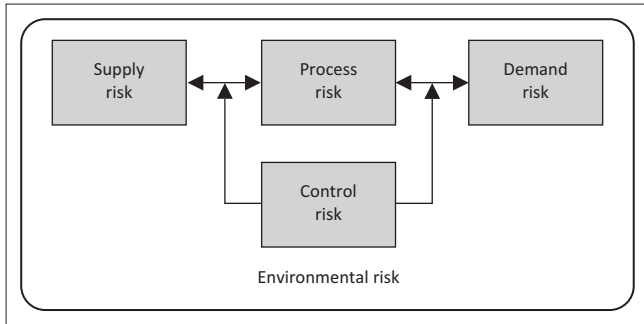 Supply
risk
Process
risk
Demand
risk
Control
risk
Environmental risk